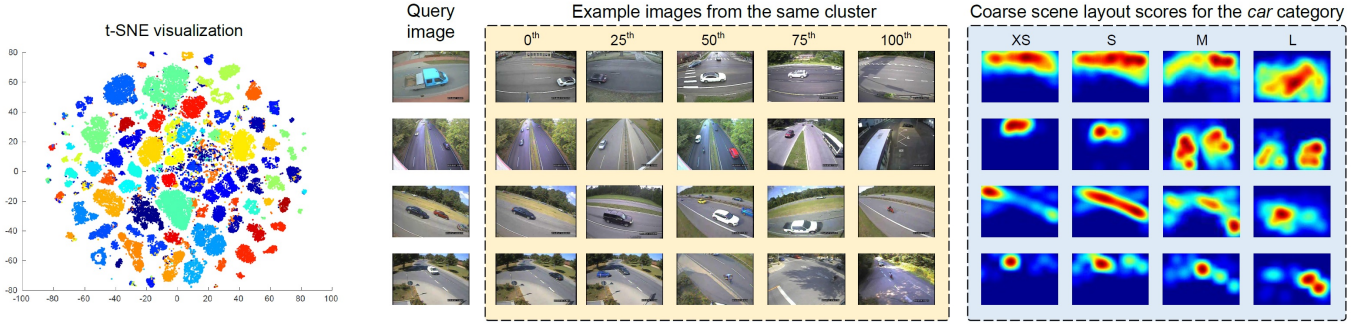 t-SNE visualization
80
60
40
20
0
-20
-40
-60
-80
-100 -80 -60 -40 -20 0 20 40 60 80 100
Query
image
Example images from the same cluster
0th 25th 50th 75th 100th
Coarse scene layout scores for the car category
XS S M L